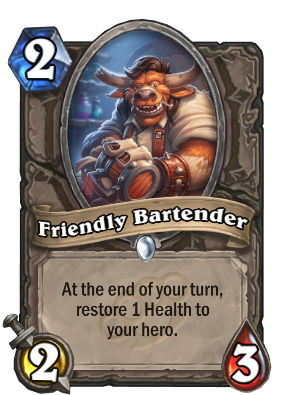 2
Friendly Bartender
At the end of your turn,
restore 1 Health to
your hero.
2
3